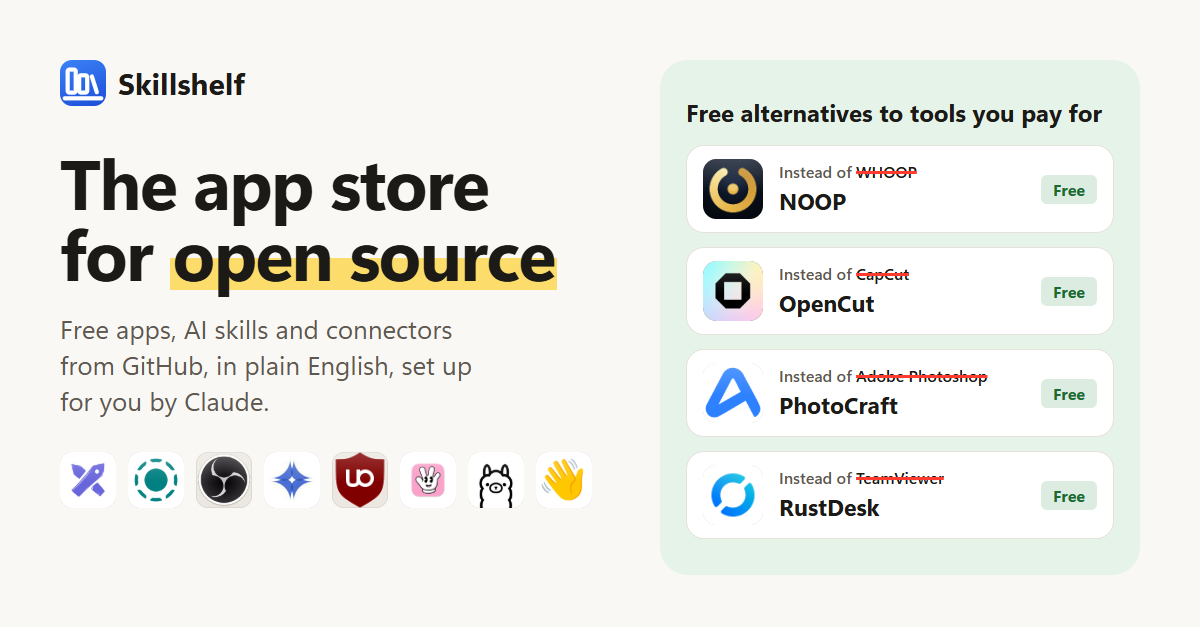 Skillshelf
The app store
for open source
Free apps, AI skills and connectors
from GitHub, in plain English, set up
for you by Claude.
UO
Free alternatives to tools you pay for
Instead of WHOOP
NOOP
Free
Instead of CapCut
OpenCut
Free
Instead of Adobe Photoshop
PhotoCraft
Free
Instead of TeamViewer
RustDesk
Free